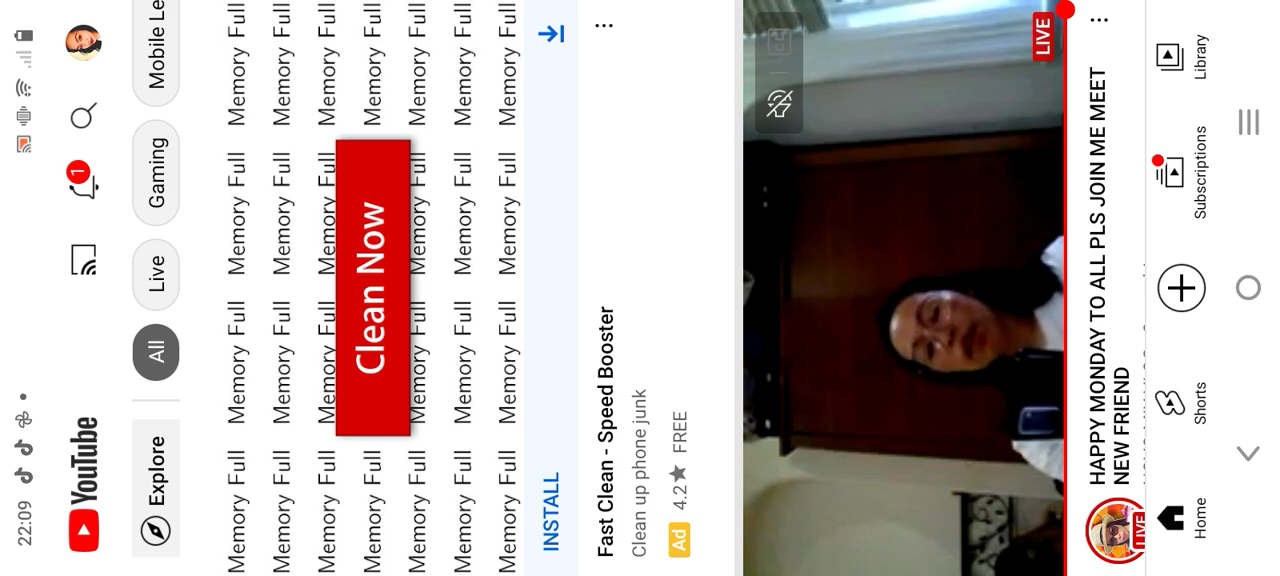 22:09
YouTube
1
Explore
All
Live
Gaming
Mobile Le
Memory Full Memory Full Memory Full Memory Full
Memory Full Memory Full Memory Full Memory Full
Memory Full Memory Full Memory Full Memory Full
Memory Full Memory Full
Clean Now
Memory Full Memory Full Memory Full Memory Full
Memory Full Memory Full Memory Full Memory Full
Memory Full Memory Full Memory Full Memory Full
INSTALL
Fast Clean - Speed Booster
Clean up phone junk
Ad 4.2★ FREE
LIVE
HAPPY MONDAY TO ALL PLS JOIN ME MEET
NEW FRIEND
LIVE
Home
Shorts
Subscriptions
Library